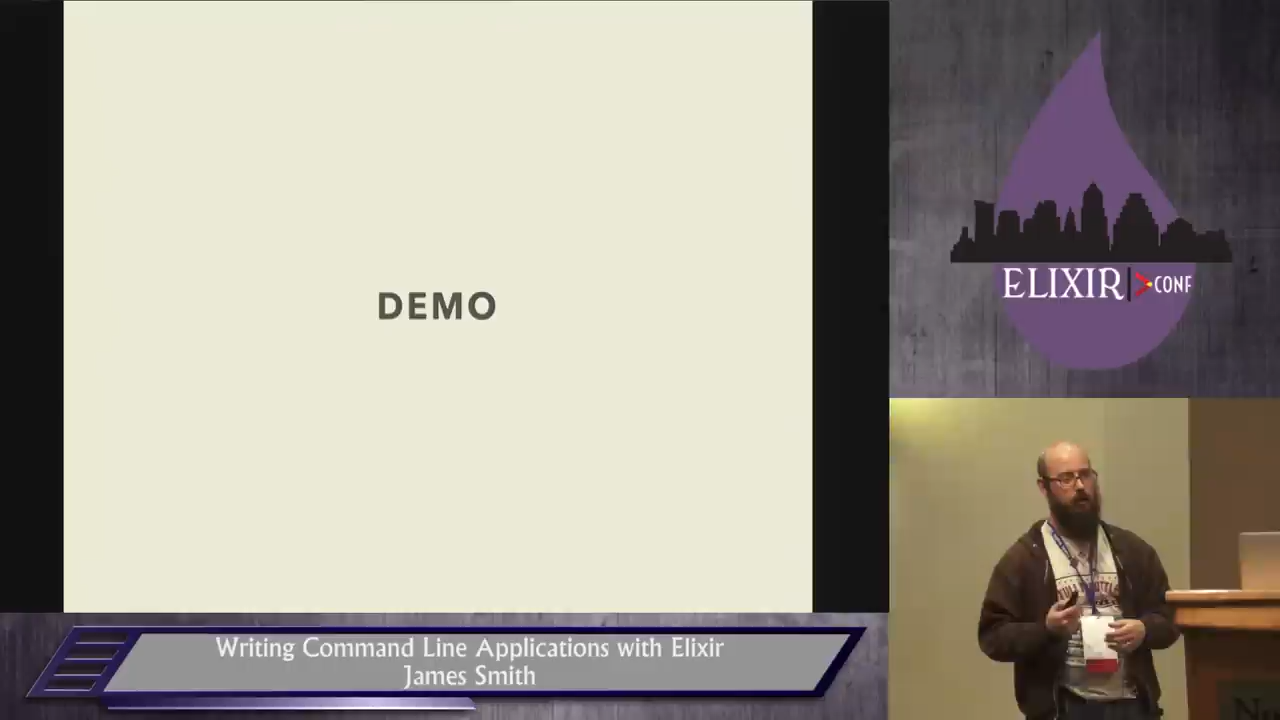 DEMO
ELIXIR CONF
Writing Command Line Applications with Elixir
James Smith